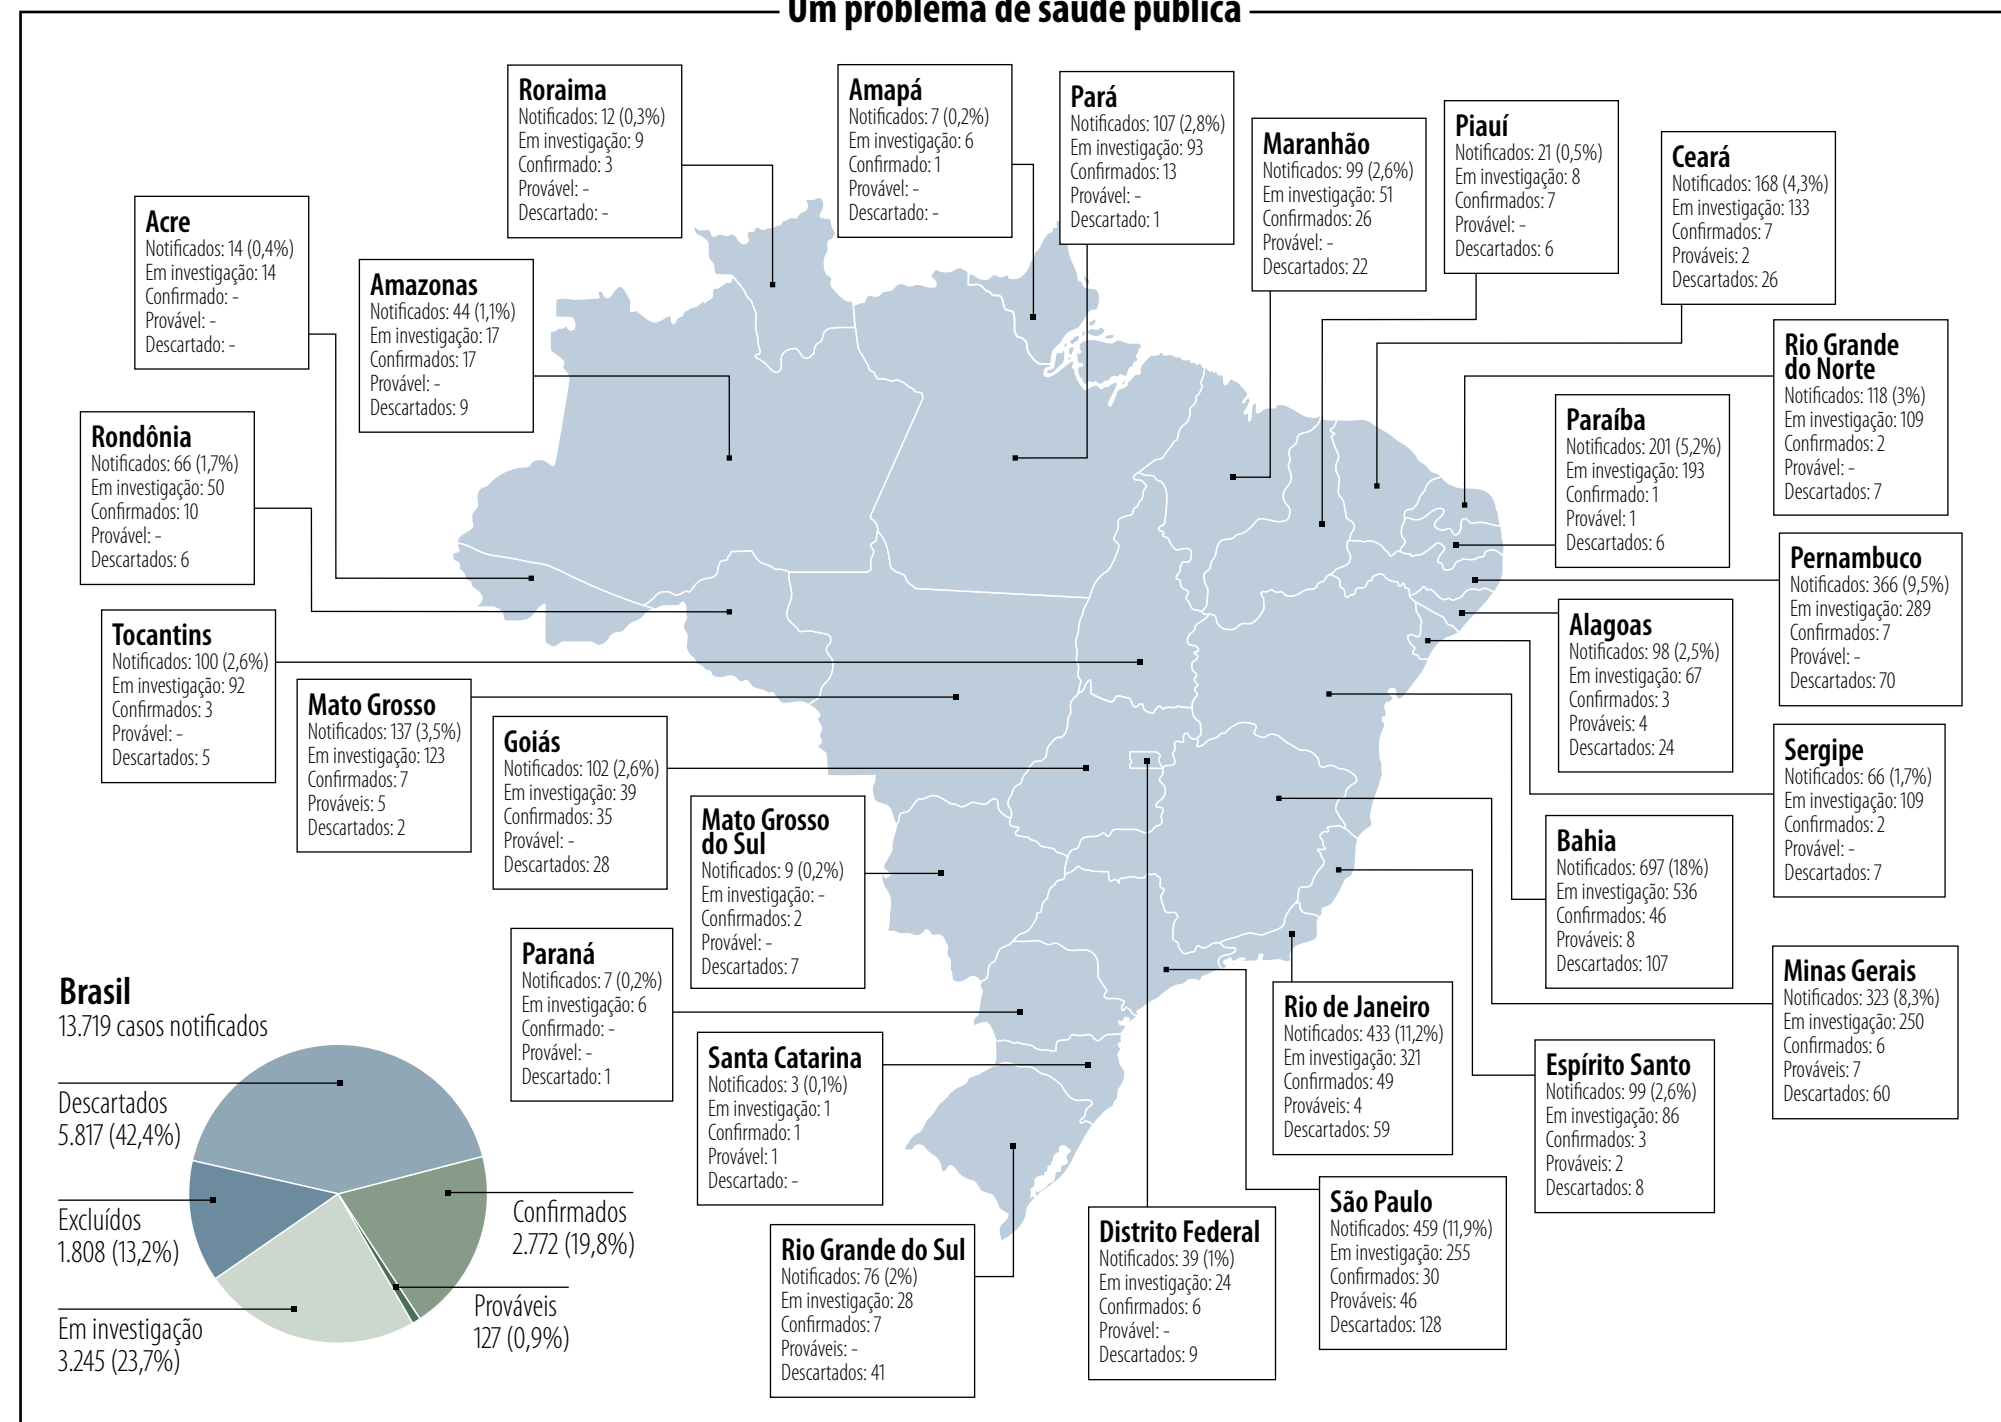 Um problema de saúde pública
Roraima
Notificados: 12 (0,3%)
Em investigação: 9
Confirmado: 3
Provável: -
Descartado: -
Amapá
Notificados: 7 (0,2%)
Em investigação: 6
Confirmado: 1
Provável: -
Descartado: -
Pará
Notificados: 107 (2,8%)
Em investigação: 93
Confirmados: 13
Provável: -
Descartado: 1
Maranhão
Notificados: 99 (2,6%)
Em investigação: 51
Confirmados: 26
Provável: -
Descartados: 22
Piauí
Notificados: 21 (0,5%)
Em investigação: 8
Confirmados: 7
Provável: -
Descartados: 6
Ceará
Notificados: 168 (4,3%)
Em investigação: 133
Confirmados: 7
Prováveis: 2
Descartados: 26
Acre
Notificados: 14 (0,4%)
Em investigação: 14
Confirmado: -
Provável: -
Descartado: -
Amazonas
Notificados: 44 (1,1%)
Em investigação: 17
Confirmados: 17
Provável: -
Descartados: 9
Rio Grande
do Norte
Notificados: 118 (3%)
Em investigação: 109
Confirmados: 2
Provável: -
Descartados: 7
Paraíba
Notificados: 201 (5,2%)
Em investigação: 193
Confirmado: 1
Provável: 1
Descartados: 6
Rondônia
Notificados: 66 (1,7%)
Em investigação: 50
Confirmados: 10
Provável: -
Descartados: 6
Pernambuco
Notificados: 366 (9,5%)
Em investigação: 289
Confirmados: 7
Provável: -
Descartados: 70
Tocantins
Notificados: 100 (2,6%)
Em investigação: 92
Confirmados: 3
Provável: -
Descartados: 5
Alagoas
Notificados: 98 (2,5%)
Em investigação: 67
Confirmados: 3
Prováveis: 4
Descartados: 24
Mato Grosso
Notificados: 137 (3,5%)
Em investigação: 123
Confirmados: 7
Prováveis: 5
Descartados: 2
Goiás
Notificados: 102 (2,6%)
Em investigação: 39
Confirmados: 35
Provável: -
Descartados: 28
Sergipe
Notificados: 66 (1,7%)
Em investigação: 109
Confirmados: 2
Provável: -
Descartados: 7
Mato Grosso
do Sul
Notificados: 9 (0,2%)
Em investigação: -
Confirmados: 2
Provável: -
Descartados: 7
Bahia
Notificados: 697 (18%)
Em investigação: 536
Confirmados: 46
Prováveis: 8
Descartados: 107
Paraná
Notificados: 7 (0,2%)
Em investigação: 6
Confirmado: -
Provável: -
Descartado: 1
Minas Gerais
Notificados: 323 (8,3%)
Em investigação: 250
Confirmados: 6
Prováveis: 7
Descartados: 60
Rio de Janeiro
Notificados: 433 (11,2%)
Em investigação: 321
Confirmados: 49
Prováveis: 4
Descartados: 59
Santa Catarina
Notificados: 3 (0,1%)
Em investigação: 1
Confirmado: 1
Provável: 1
Descartado: -
Espírito Santo
Notificados: 99 (2,6%)
Em investigação: 86
Confirmados: 3
Prováveis: 2
Descartados: 8
São Paulo
Notificados: 459 (11,9%)
Em investigação: 255
Confirmados: 30
Prováveis: 46
Descartados: 128
Distrito Federal
Notificados: 39 (1%)
Em investigação: 24
Confirmados: 6
Provável: -
Descartados: 9
Rio Grande do Sul
Notificados: 76 (2%)
Em investigação: 28
Confirmados: 7
Prováveis: -
Descartados: 41
Brasil
13.719 casos notificados
Descartados
5.817 (42,4%)
Excluídos
1.808 (13,2%)
Em investigação
3.245 (23,7%)
Confirmados
2.772 (19,8%)
Prováveis
127 (0,9%)